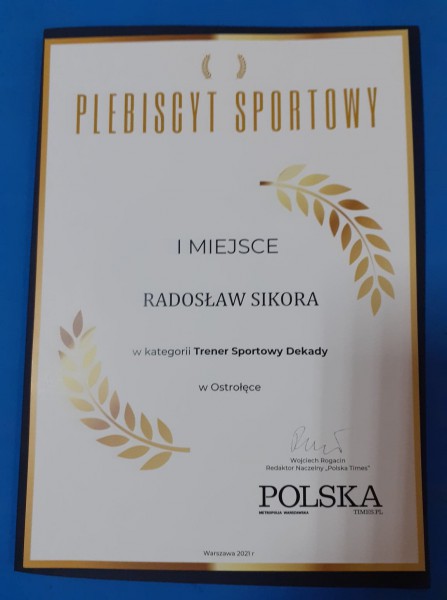 PLEBISCYT SPORTOWY
I MIEJSCE
RADOSŁAW SIKORA
w kategorii Trener Sportowy Dekady
w Ostrołęce
Wojciech Rogacin
Redaktor Naczelny „Polska Times”
POLSKA
METROPOLIA WARSZAWSKA TIMES.PL
Warszawa 2021 r